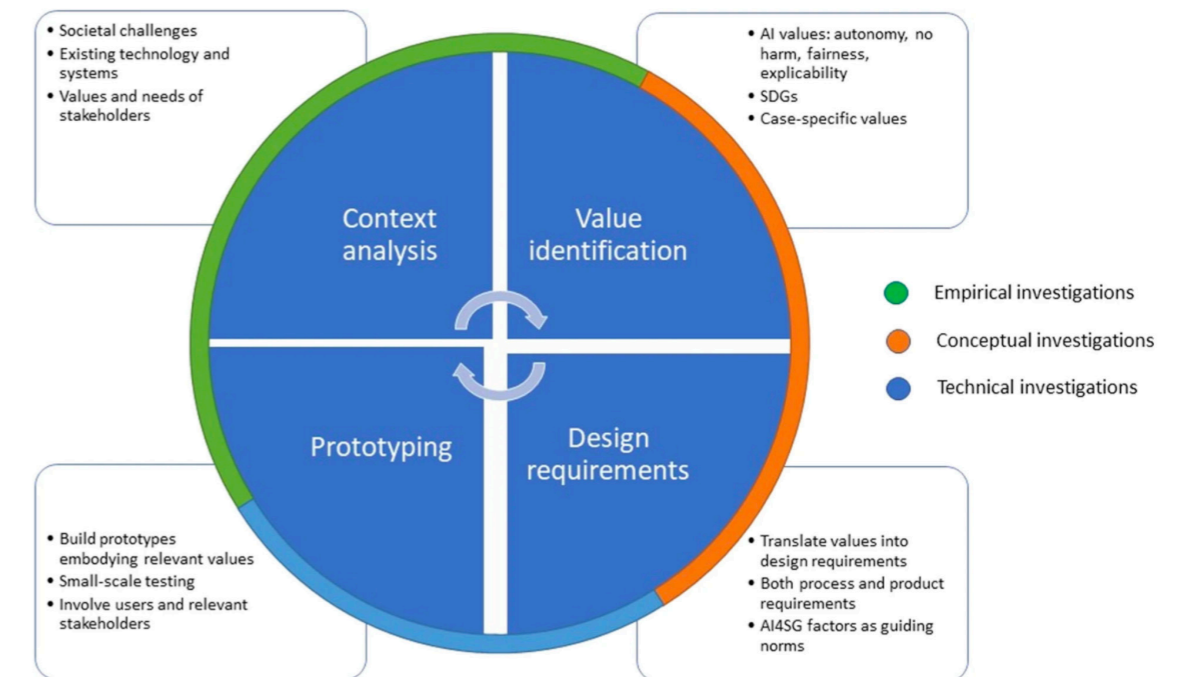 • Societal challenges
• Existing technology and
systems
• Values and needs of
stakeholders
• AI values: autonomy, no
harm, fairness,
explicability
• SDGs
• Case-specific values
Context
analysis
Value
identification
Empirical investigations
Conceptual investigations
Technical investigations
Prototyping
Design
requirements
• Build prototypes
embodying relevant values
• Small-scale testing
• Involve users and relevant
stakeholders
• Translate values into
design requirements
• Both process and product
requirements
• AI4SG factors as guiding
norms